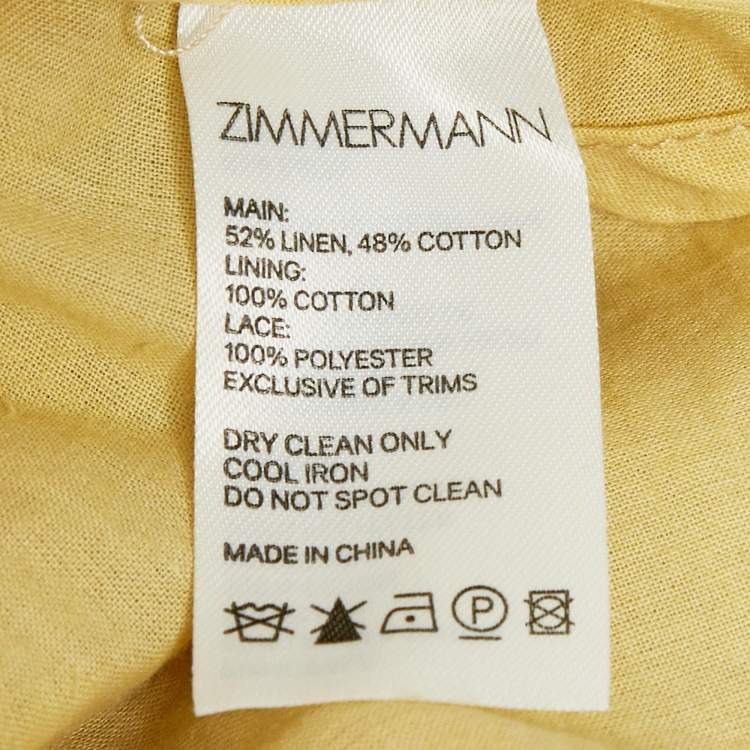 ZIMMERMANN
MAIN:
52% LINEN, 48% COTTON
LINING:
100% COTTON
LACE:
100% POLYESTER
EXCLUSIVE OF TRIMS
DRY CLEAN ONLY
COOL IRON
DO NOT SPOT CLEAN
MADE IN CHINA
P